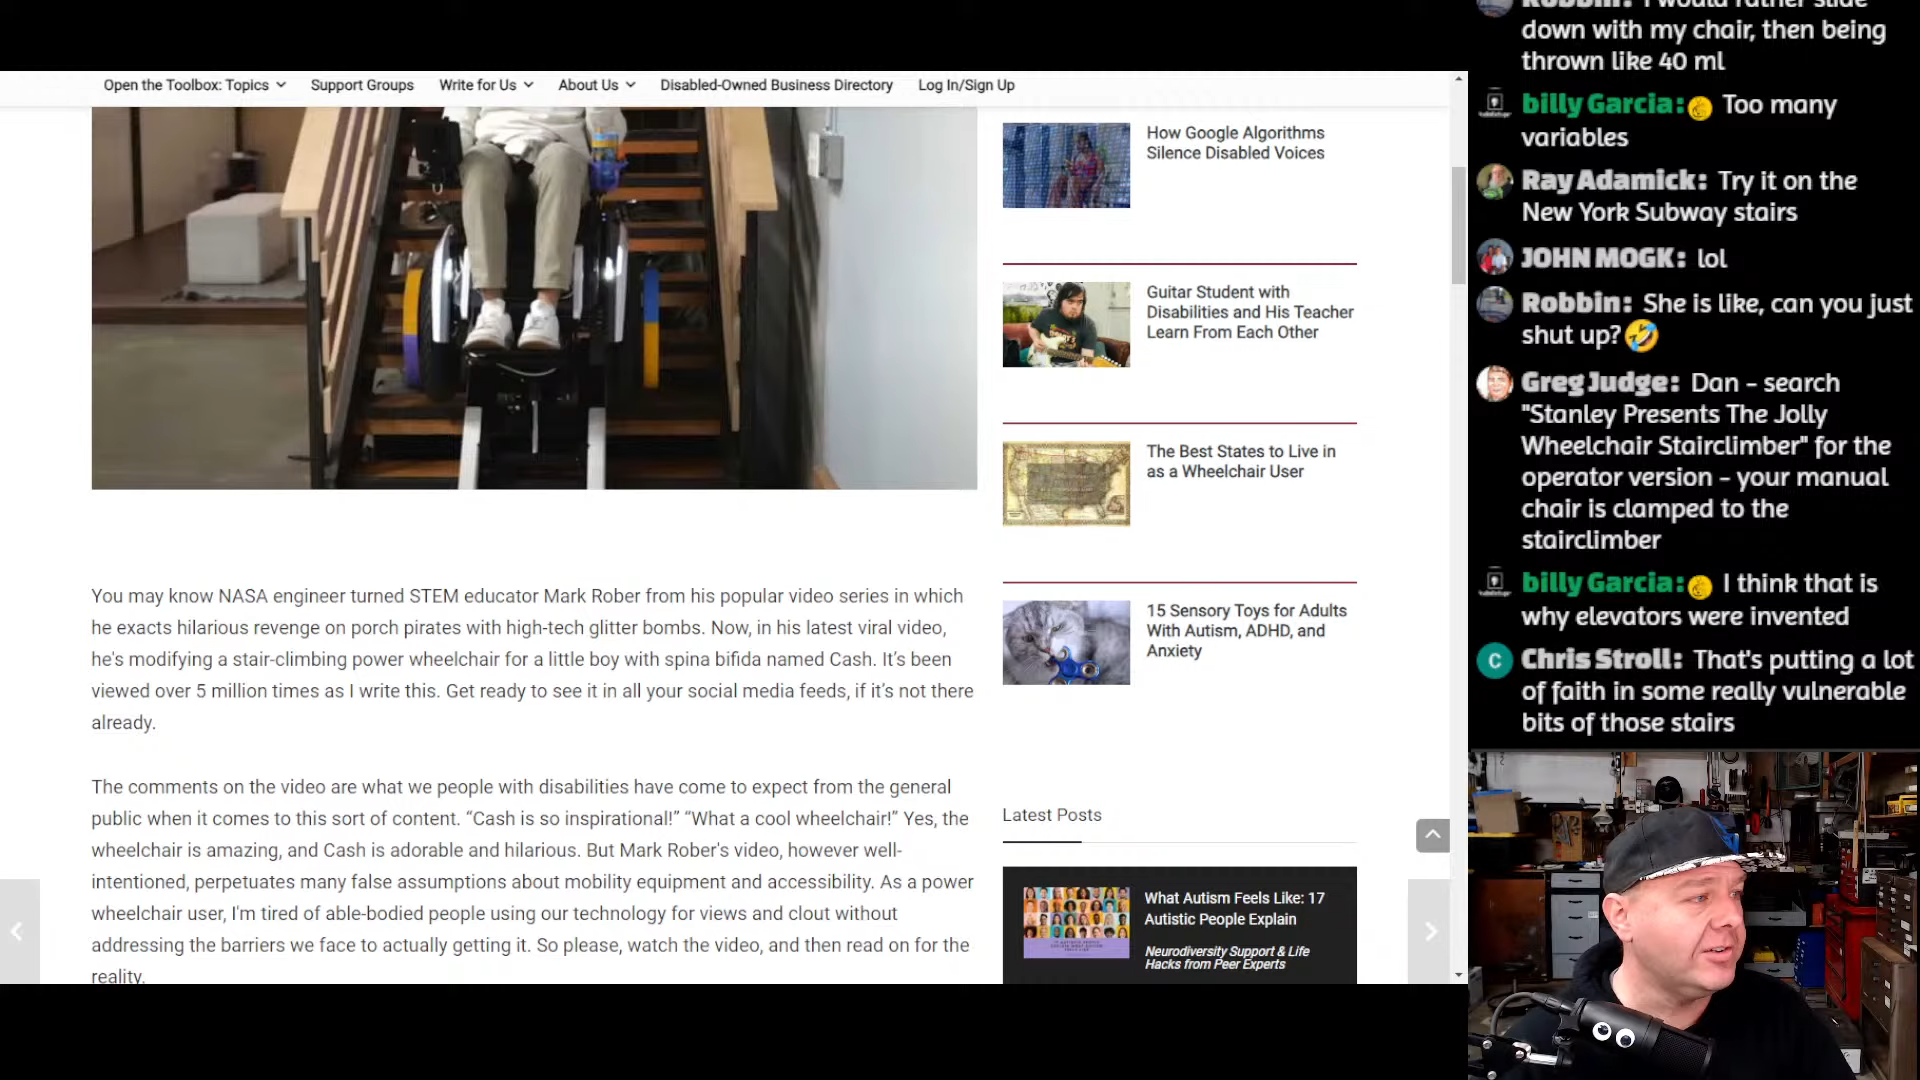 Open the Toolbox: Topics
Support Groups
Write for Us
About Us
Disabled-Owned Business Directory
Log In/Sign Up
You may know NASA engineer turned STEM educator Mark Rober from his popular video series in which
he exacts hilarious revenge on porch pirates with high-tech glitter bombs. Now, in his latest viral video,
he's modifying a stair-climbing power wheelchair for a little boy with spina bifida named Cash. It's been
viewed over 5 million times as I write this. Get ready to see it in all your social media feeds, if it's not there
already.
The comments on the video are what we people with disabilities have come to expect from the general
public when it comes to this sort of content. “Cash is so inspirational!” “What a cool wheelchair!” Yes, the
wheelchair is amazing, and Cash is adorable and hilarious. But Mark Rober's video, however well-
intentioned, perpetuates many false assumptions about mobility equipment and accessibility. As a power
wheelchair user, I'm tired of able-bodied people using our technology for views and clout without
addressing the barriers we face to actually getting it. So please, watch the video, and then read on for the
reality.
How Google Algorithms
Silence Disabled Voices
Guitar Student with
Disabilities and His Teacher
Learn From Each Other
The Best States to Live in
as a Wheelchair User
15 Sensory Toys for Adults
With Autism, ADHD, and
Anxiety
Latest Posts
What Autism Feels Like: 17
Autistic People Explain
Neurodiversity Support & Life
Hacks from Peer Experts
Robbin: I would rather slide
down with my chair, then being
thrown like 40 ml
billy Garcia: Too many
variables
Ray Adamick: Try it on the
New York Subway stairs
JOHN MOGK: lol
Robbin: She is like, can you just
shut up?
Greg Judge: Dan - search
"Stanley Presents The Jolly
Wheelchair Stairclimber" for the
operator version - your manual
chair is clamped to the
stairclimber
billy Garcia: I think that is
why elevators were invented
C
Chris Stroll: That's putting a lot
of faith in some really vulnerable
bits of those stairs